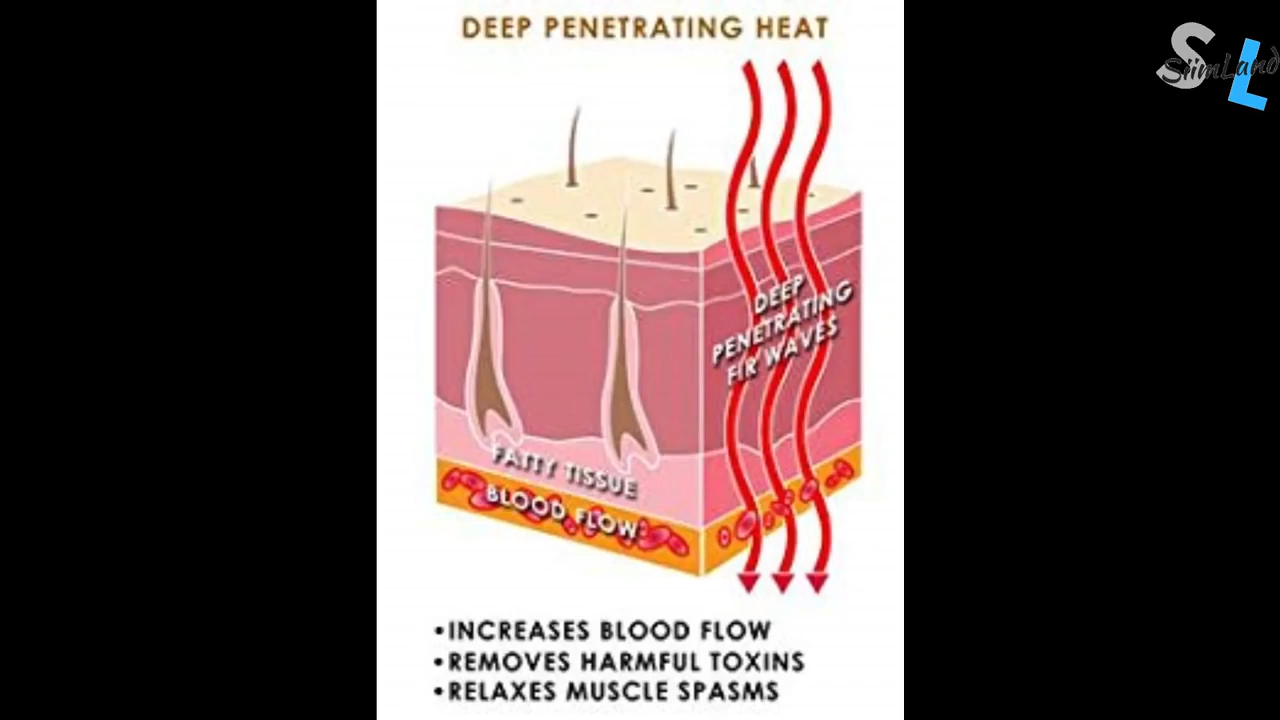 DEEP PENETRATING HEAT
SL
SiimLand
DEEP
PENETRATING
FIR WAVES
FATTY TISSUE
BLOOD FLOW
•INCREASES BLOOD FLOW
•REMOVES HARMFUL TOXINS
•RELAXES MUSCLE SPASMS